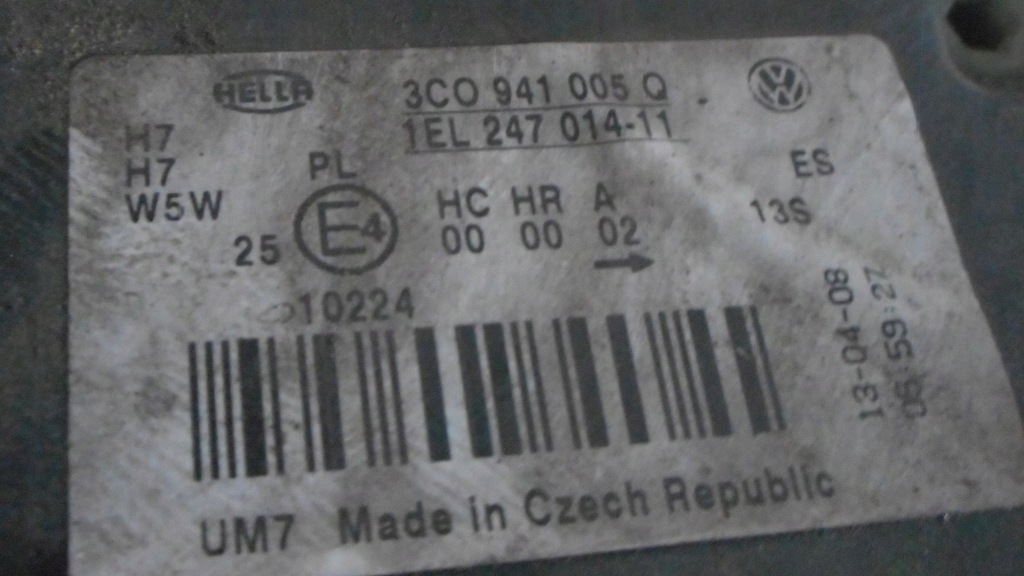 HELLA 3C0 941 005 Q
1EL 247 014-11
H7
H7 PL ES
W5W HC HR A 13S
25 E4 00 00 02
→
10224
13-04-08
06:59:27
UM7 Made in Czech Republic